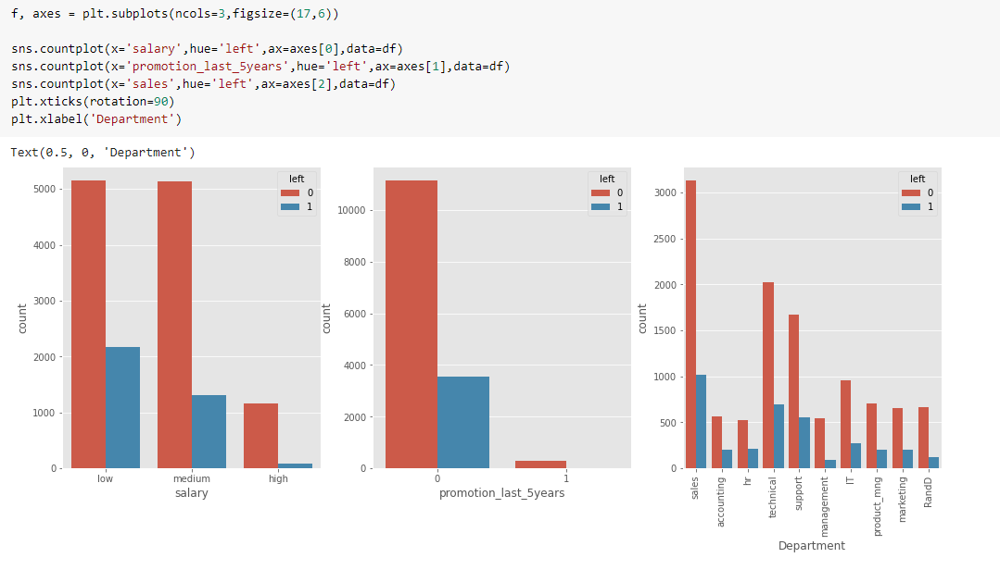 f, axes = plt.subplots(ncols=3,figsize=(17,6))
sns.countplot(x='salary',hue='left',ax=axes[0],data=df)
sns.countplot(x='promotion_last_5years',hue='left',ax=axes[1],data=df)
sns.countplot(x='sales',hue='left',ax=axes[2],data=df)
plt.xticks(rotation=90)
plt.xlabel('Department')
Text(0.5, 0, 'Department')
left
0
1
5000
4000
3000
2000
1000
0
count
low medium high
salary
left
0
1
10000
8000
6000
4000
2000
0
count
0 1
promotion_last_5years
left
0
1
3000
2500
2000
1500
1000
500
0
count
sales
accounting
hr
technical
support
management
IT
product_mng
marketing
RandD
Department